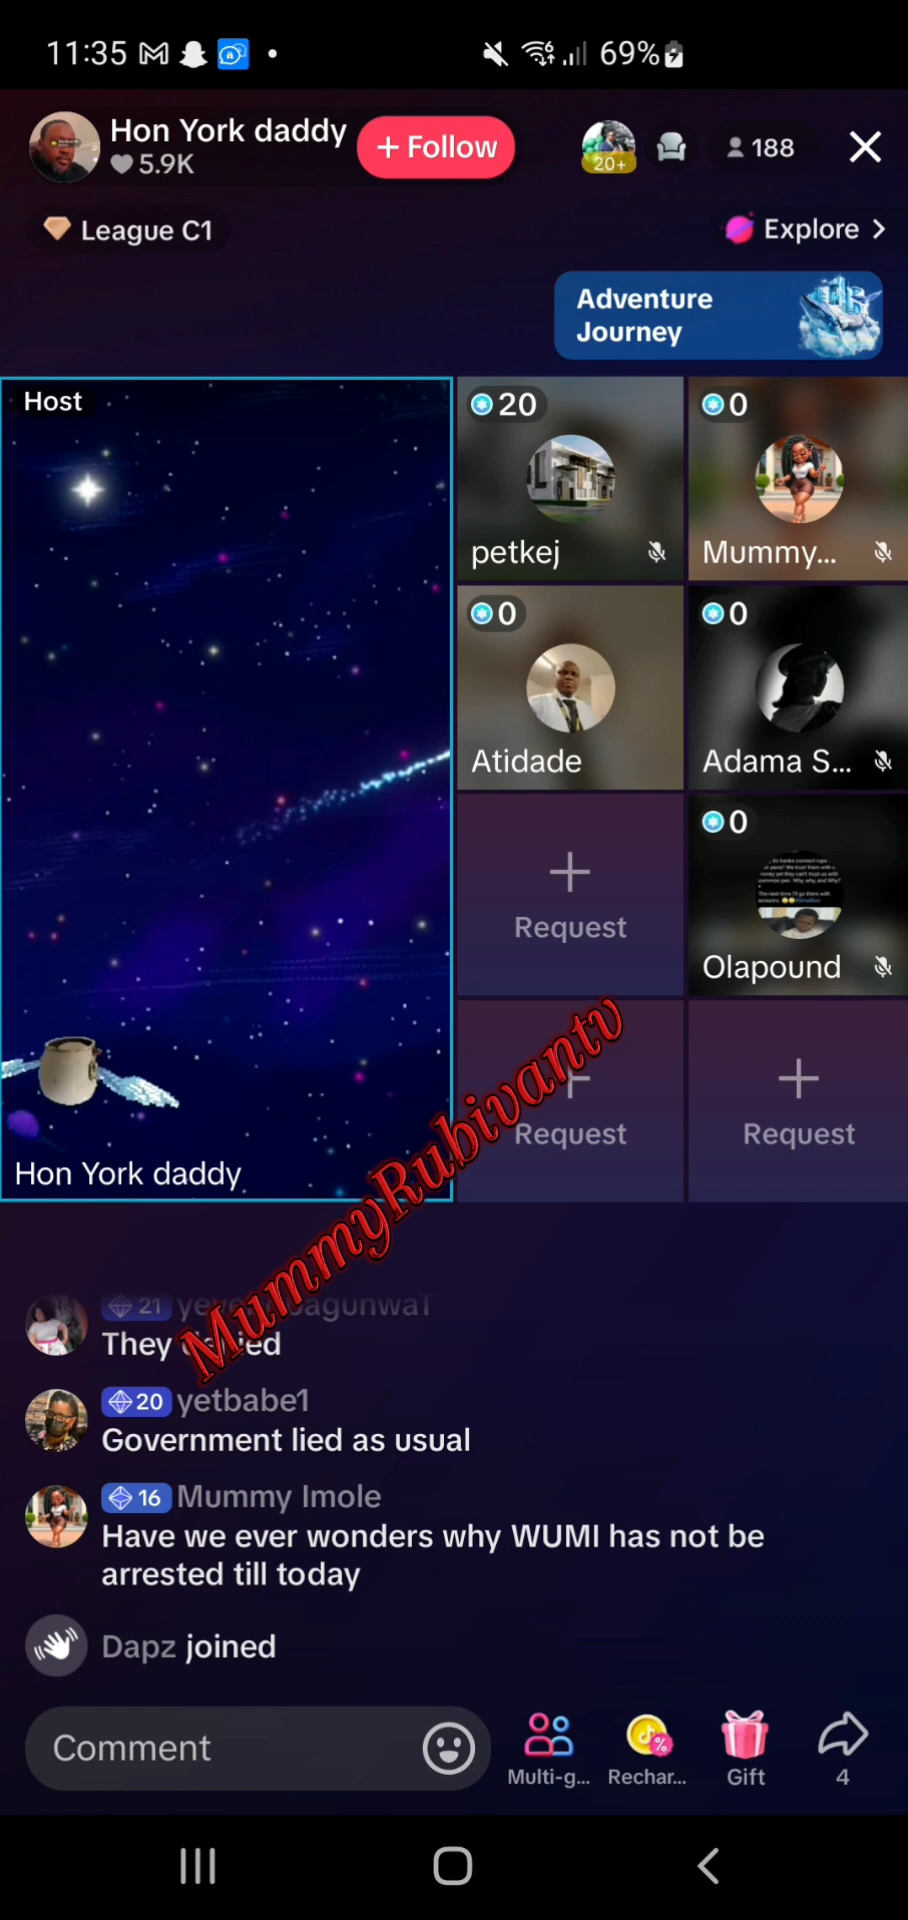 11:35
69%
Hon York daddy
5.9K
+ Follow
20+
188
League C1
Explore
Adventure
Journey
Host
20
petkej
0
Mummy...
0
Atidade
0
Adama S...
Request
0
Olapound
Request
Request
Hon York daddy
MummyRubivantv
21
They
20 yetbabe1
Government lied as usual
16 Mummy Imole
Have we ever wonders why WUMI has not be
arrested till today
Dapz joined
Comment
Multi-g...
Rechar...
Gift
4